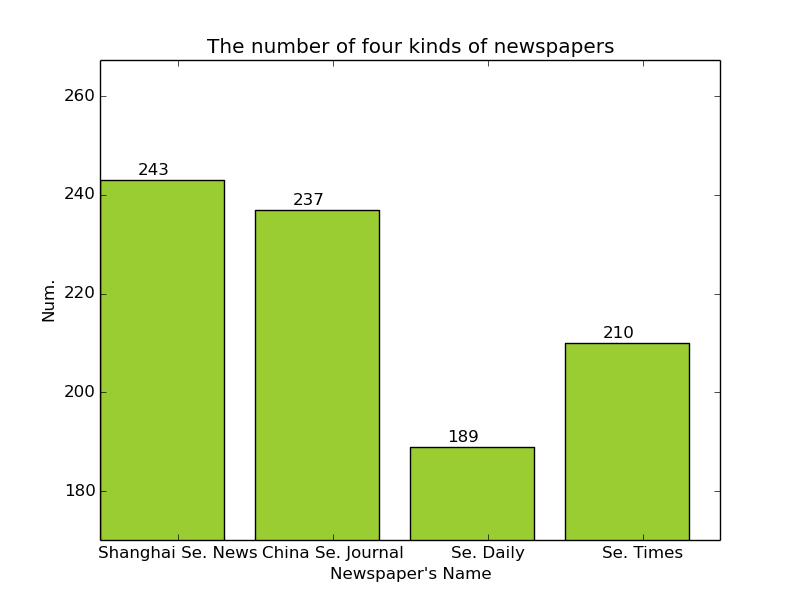 The number of four kinds of newspapers
260
240
220
200
180
Num.
243
237
189
210
Shanghai Se. News China Se. Journal Se. Daily Se. Times
Newspaper's Name